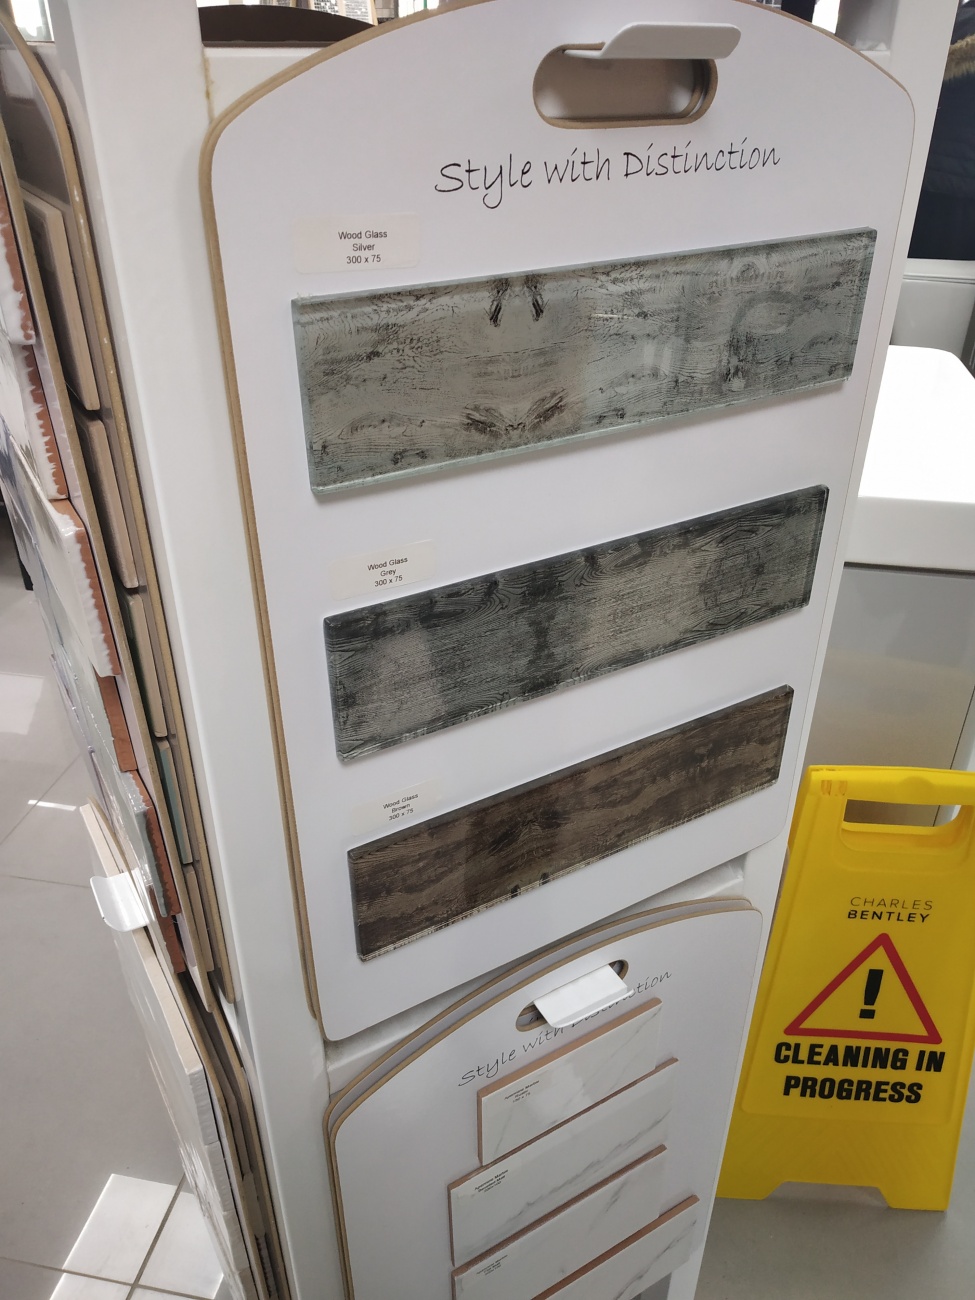 Style with Distinction
Wood Glass
Silver
300 x 75
Wood Glass
Grey
300 x 75
Wood Glass
Brown
300 x 75
Style with Distinction
CHARLES
BENTLEY
!
CLEANING IN
PROGRESS